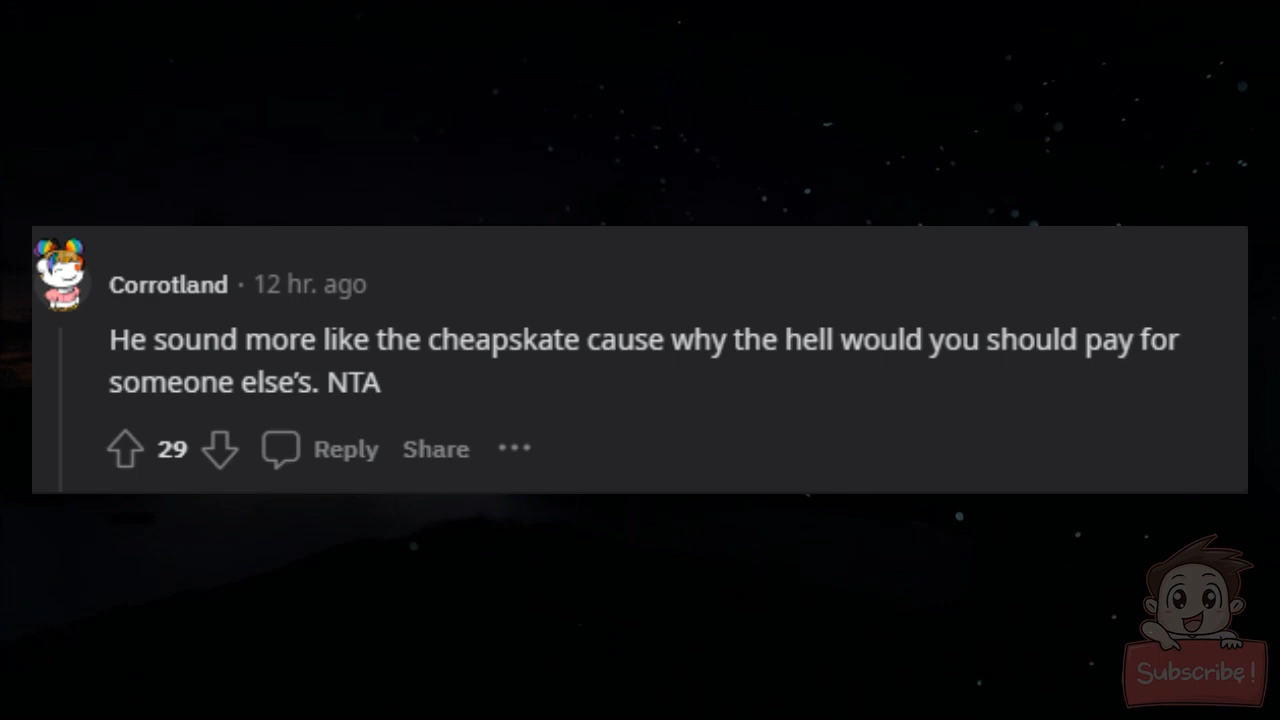 Corrotland · 12 hr. ago
He sound more like the cheapskate cause why the hell would you should pay for
someone else's. NTA
29 Reply Share ···
Subscribe!